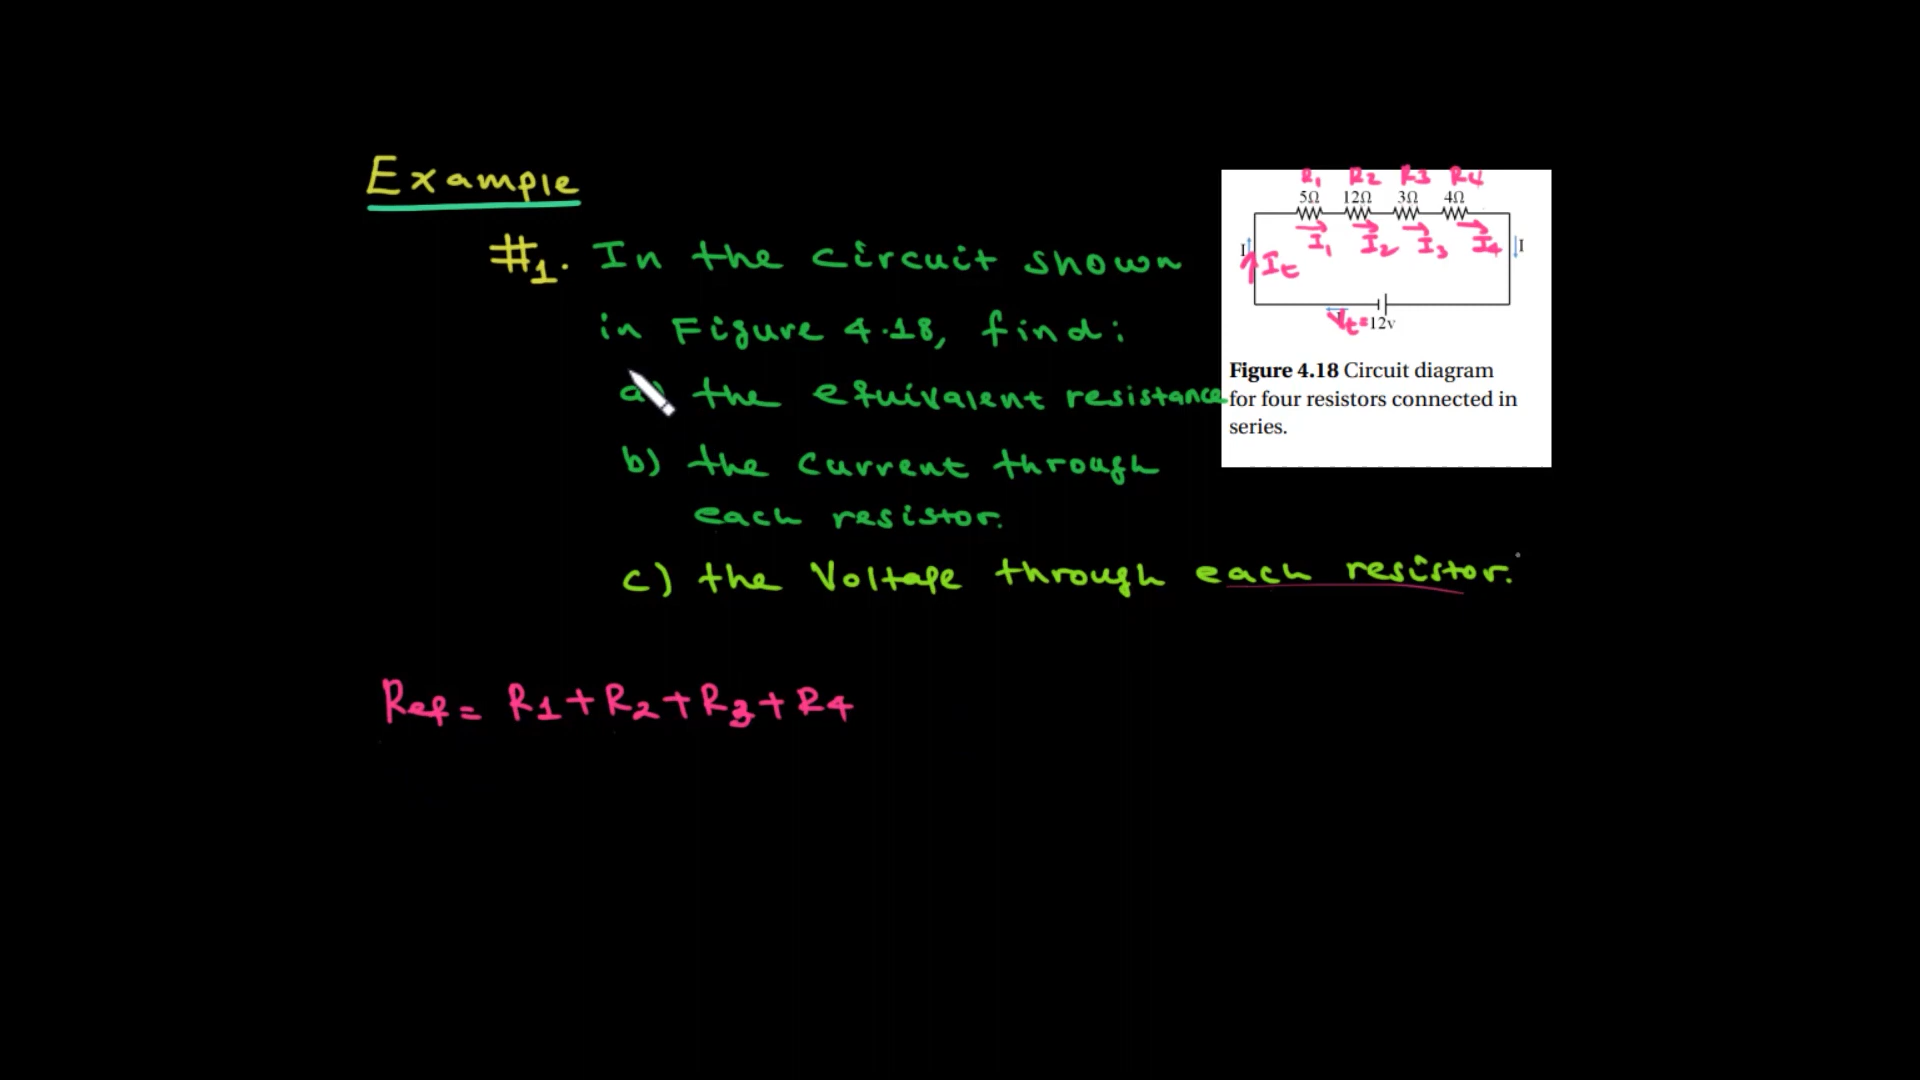 Example
#1. In the circuit shown
in Figure 4.18, find:
a) the equivalent resistance
b) the current through
each resistor.
c) the Voltage through each resistor.
R1 R2 R3 R4
5Ω 12Ω 3Ω 4Ω
I1 I2 I3 I4
I I
It
Vt=12v
Figure 4.18 Circuit diagram
for four resistors connected in
series.
Req = R1+R2+R3+R4